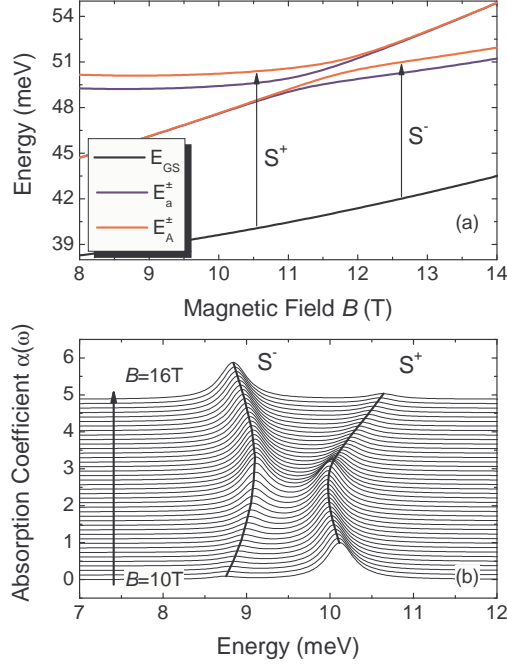 (a)
Energy (meV)
54
51
48
45
42
39
E_GS
E_a^±
E_A^±
S^+
S^-
8 9 10 11 12 13 14
Magnetic Field B (T)
Absorption Coefficient α(ω)
6
5
4
3
2
1
0
B=16T
S^-
S^+
B=10T
(b)
7 8 9 10 11 12
Energy (meV)